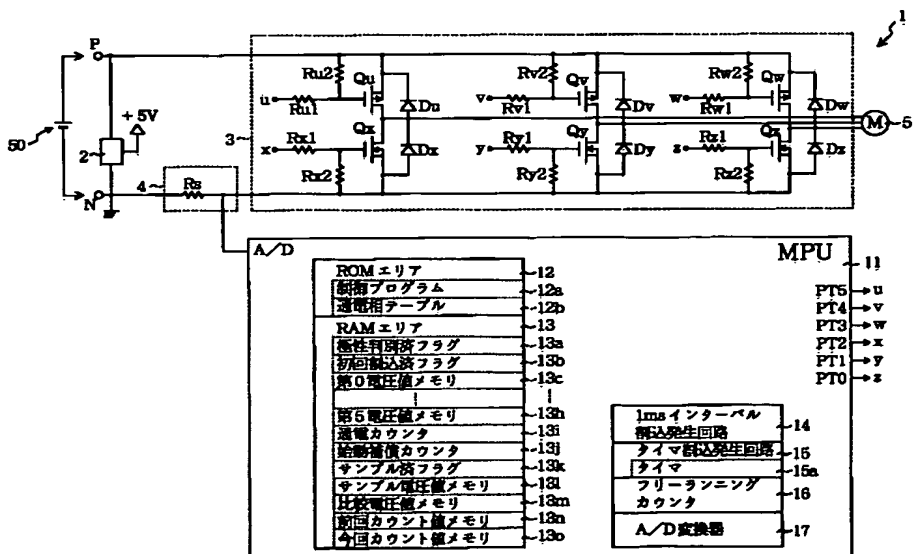 1
P
50
+5V
2
N
4
Rs
3
Ru2
Qu
u
Ru1
Du
x
Rx1
Qx
Dx
Rx2
Rv2
Qv
v
Rv1
Dv
y
Ry1
Qy
Dy
Ry2
Rw2
Qw
w
Rw1
Dw
z
Rz1
Qz
Dz
Rz2
M
5
A/D
MPU
11
ROMエリア 12
制御プログラム 12a
通電相テーブル 12b
RAMエリア 13
極性判別済フラグ 13a
初回割込済フラグ 13b
第0電圧値メモリ 13c
第5電圧値メモリ 13h
通電カウンタ 13i
始動補償カウンタ 13j
サンプル済フラグ 13k
サンプル電圧値メモリ 13l
比較電圧値メモリ 13m
前回カウント値メモリ 13n
今回カウント値メモリ 13o
PT5 u
PT4 v
PT3 w
PT2 x
PT1 y
PT0 z
1msインターバル
割込発生回路 14
タイマ割込発生回路 15
タイマ 15a
フリーランニング
カウンタ 16
A/D変換器 17